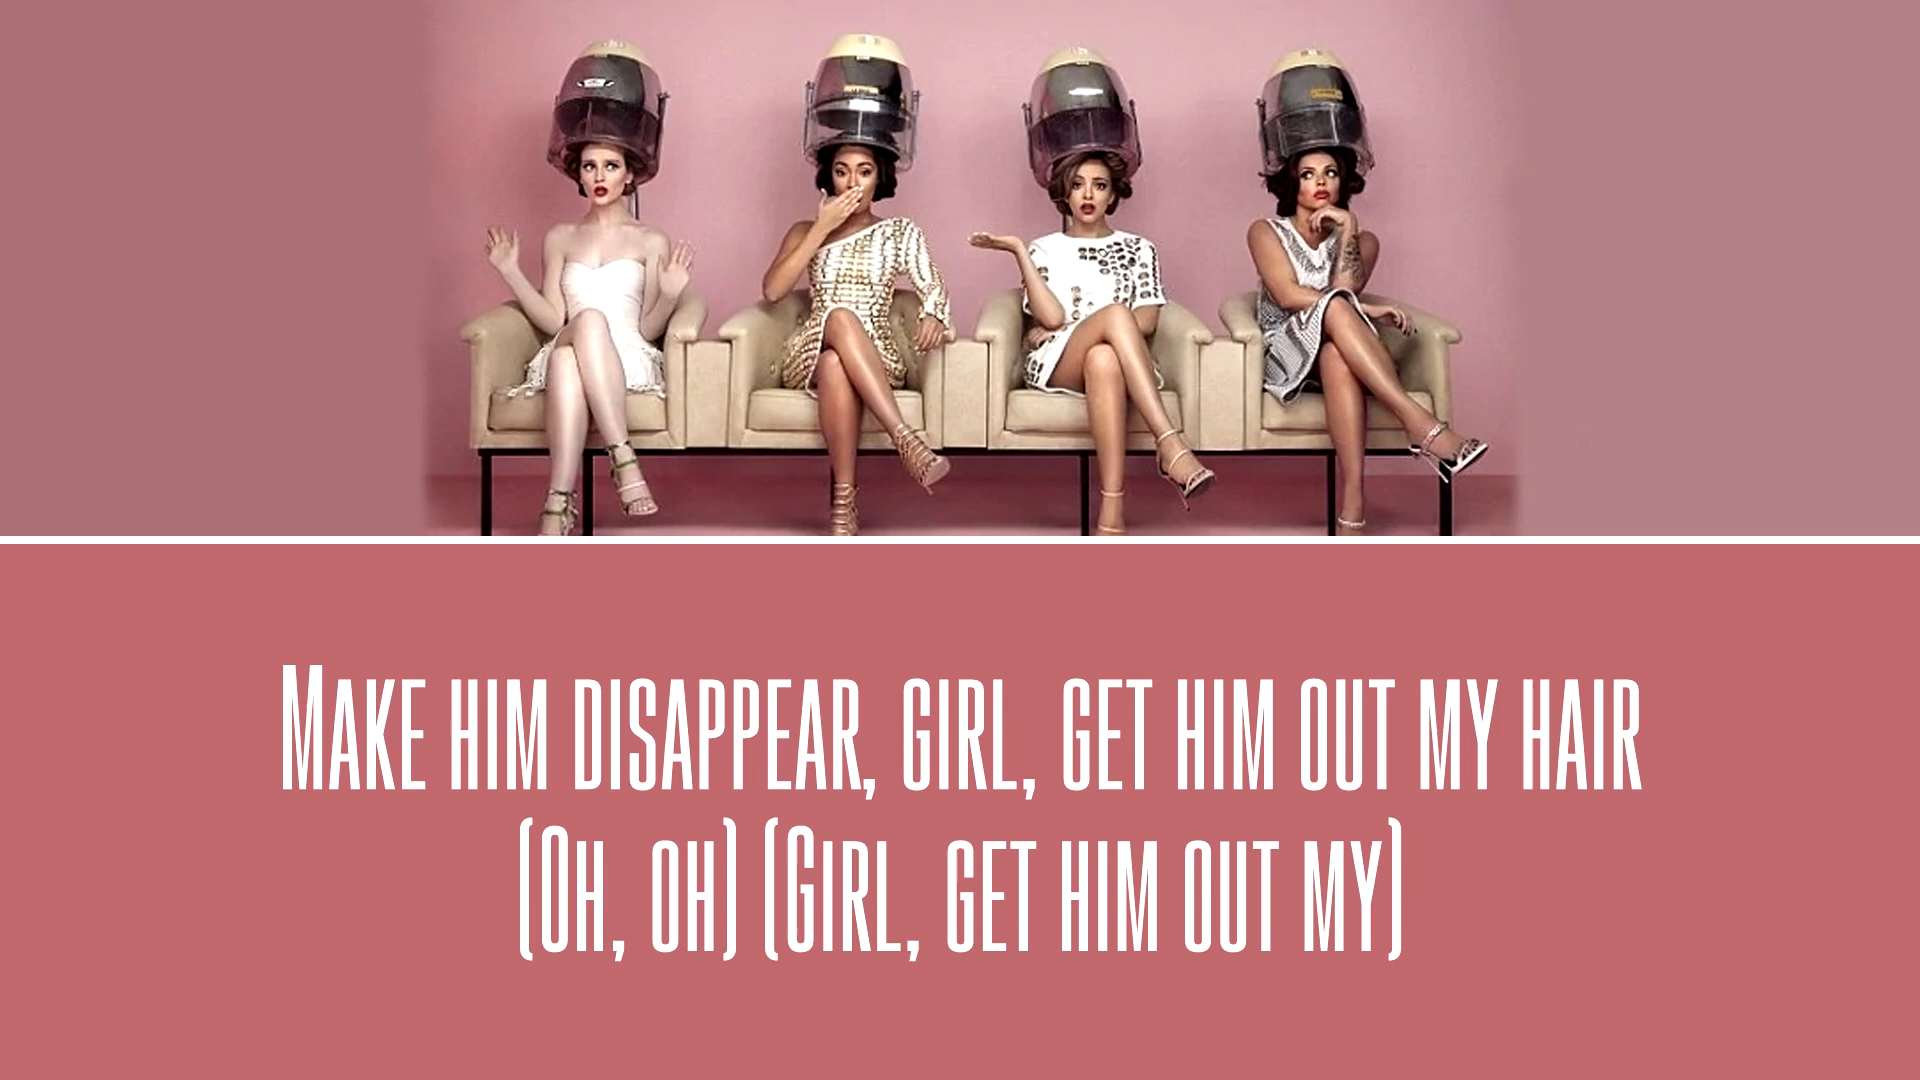 Make him disappear, girl, get him out my hair
(Oh, oh) (Girl, get him out my)